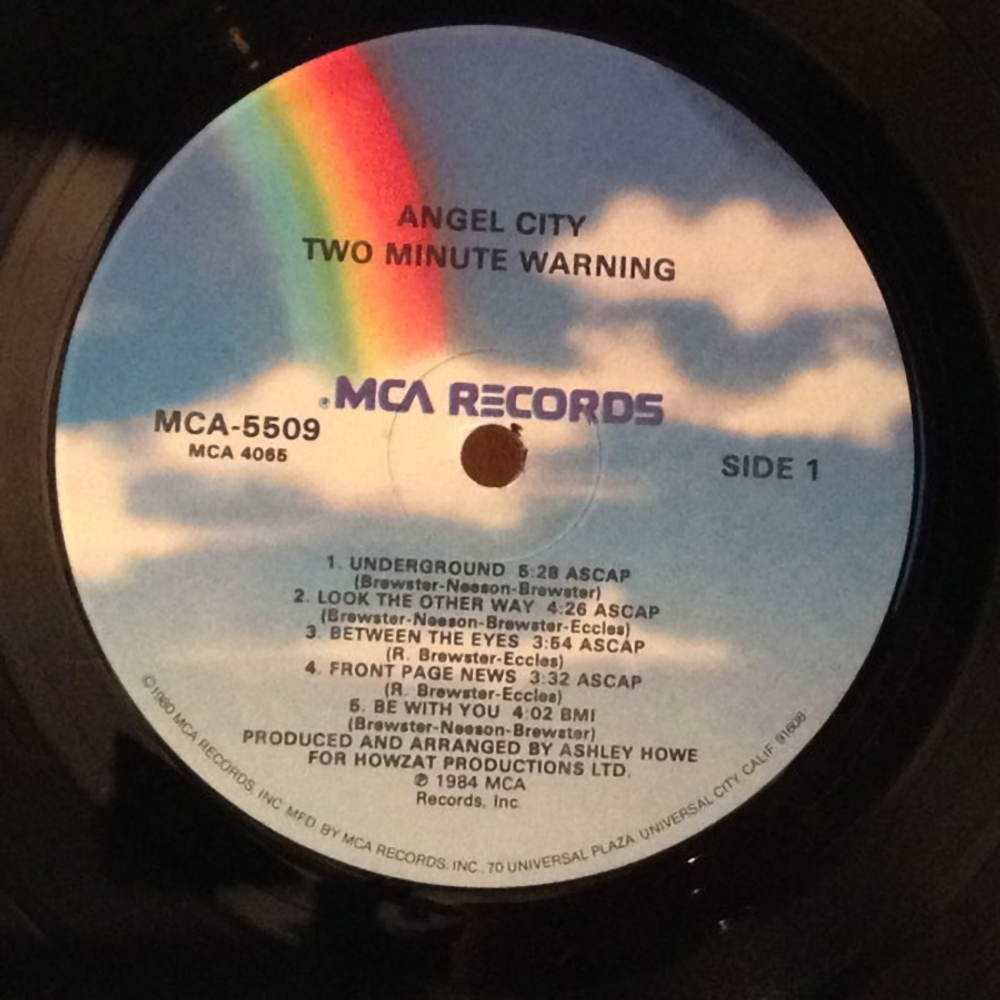 ANGEL CITY
TWO MINUTE WARNING
MCA RECORDS
MCA-5509
MCA 4065
SIDE 1
1. UNDERGROUND 5:28 ASCAP
(Brewster-Neeson-Brewster)
2. LOOK THE OTHER WAY 4:26 ASCAP
(Brewster-Neeson-Brewster-Eccles)
3. BETWEEN THE EYES 3:54 ASCAP
(R. Brewster-Eccles)
4. FRONT PAGE NEWS 3:32 ASCAP
(R. Brewster-Eccles)
5. BE WITH YOU 4:02 BMI
(Brewster-Neeson-Brewster)
PRODUCED AND ARRANGED BY ASHLEY HOWE
FOR HOWZAT PRODUCTIONS LTD.
℗ 1984 MCA
Records, Inc.
©1980 MCA RECORDS, INC. MFD. BY MCA RECORDS, INC., 70 UNIVERSAL PLAZA, UNIVERSAL CITY, CALIF. 91608